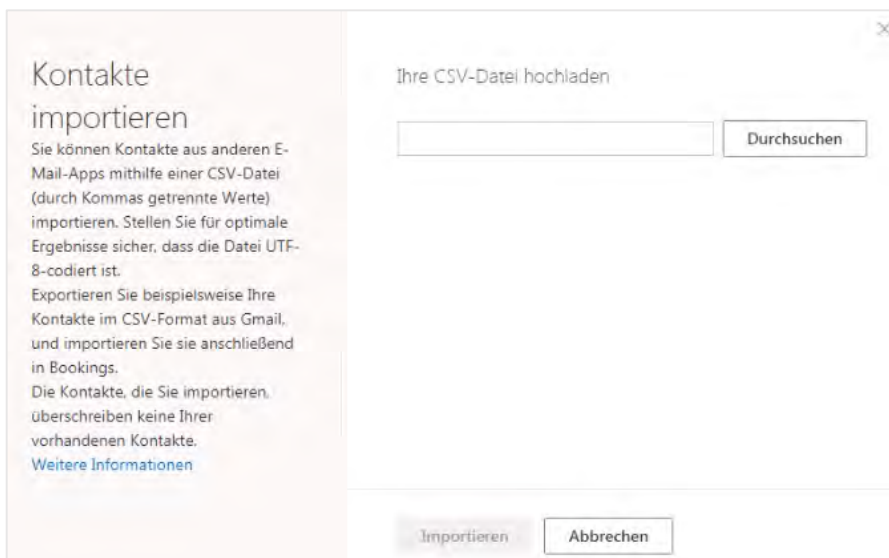 Kontakte
importieren
Sie können Kontakte aus anderen E-
Mail-Apps mithilfe einer CSV-Datei
(durch Kommas getrennte Werte)
importieren. Stellen Sie für optimale
Ergebnisse sicher, dass die Datei UTF-
8-codiert ist.
Exportieren Sie beispielsweise Ihre
Kontakte im CSV-Format aus Gmail,
und importieren Sie sie anschließend
in Bookings.
Die Kontakte, die Sie importieren,
überschreiben keine Ihrer
vorhandenen Kontakte.
Weitere Informationen
Ihre CSV-Datei hochladen
Durchsuchen
Importieren
Abbrechen